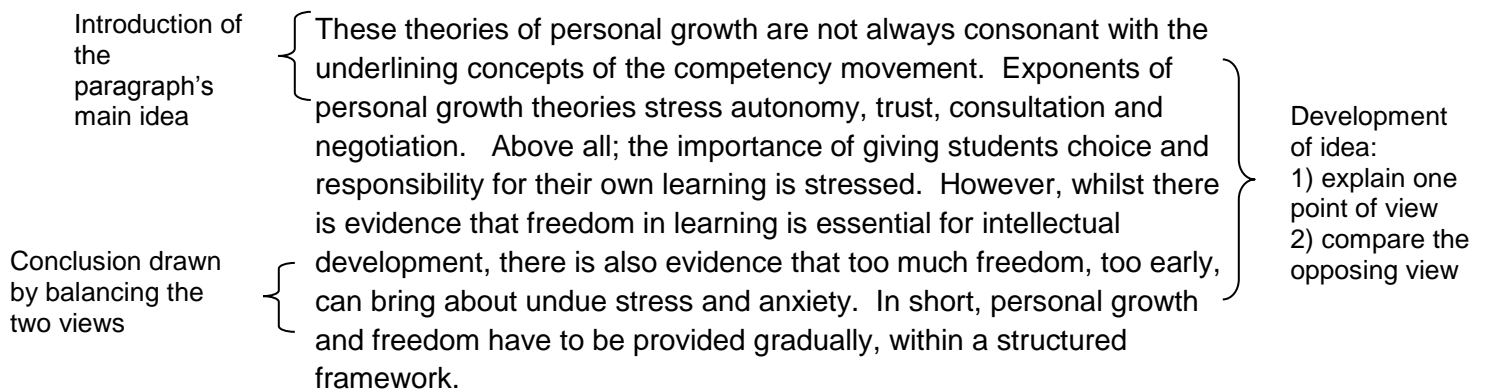 Introduction of
the
paragraph's
main idea
These theories of personal growth are not always consonant with the
underlining concepts of the competency movement. Exponents of
personal growth theories stress autonomy, trust, consultation and
negotiation. Above all; the importance of giving students choice and
responsibility for their own learning is stressed. However, whilst there
is evidence that freedom in learning is essential for intellectual
development, there is also evidence that too much freedom, too early,
can bring about undue stress and anxiety. In short, personal growth
and freedom have to be provided gradually, within a structured
framework.
Development
of idea:
1) explain one
point of view
2) compare the
opposing view
Conclusion drawn
by balancing the
two views